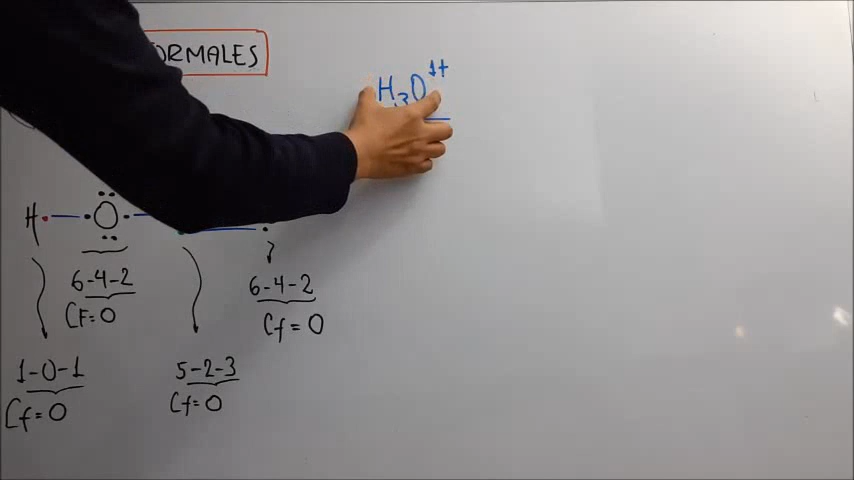 ORMALES
H₃O¹⁺
H — O —
6-4-2
CF=0
6-4-2
Cf=0
1-0-1
Cf=0
5-2-3
Cf=0